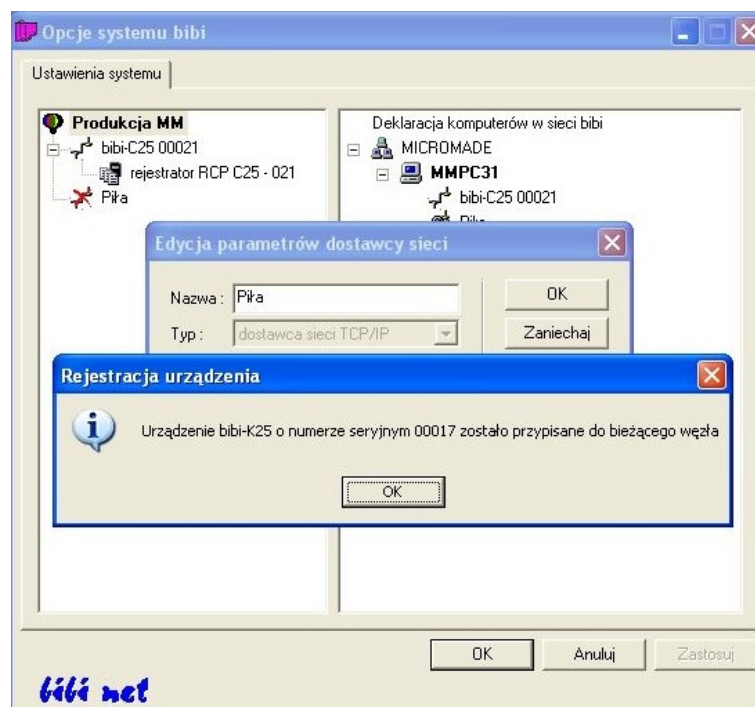 Opcje systemu bibi
Ustawienia systemu
Produkcja MM
bibi-C25 00021
rejestrator RCP C25 - 021
Piła
Deklaracja komputerów w sieci bibi
MICROMADE
MMPC31
bibi-C25 00021
Piła
Edycja parametrów dostawcy sieci
Nazwa : Piła
OK
Typ : dostawca sieci TCP/IP
Zaniechaj
Rejestracja urządzenia
Urządzenie bibi-K25 o numerze seryjnym 00017 zostało przypisane do bieżącego węzła
OK
OK Anuluj Zastosuj
bibi net